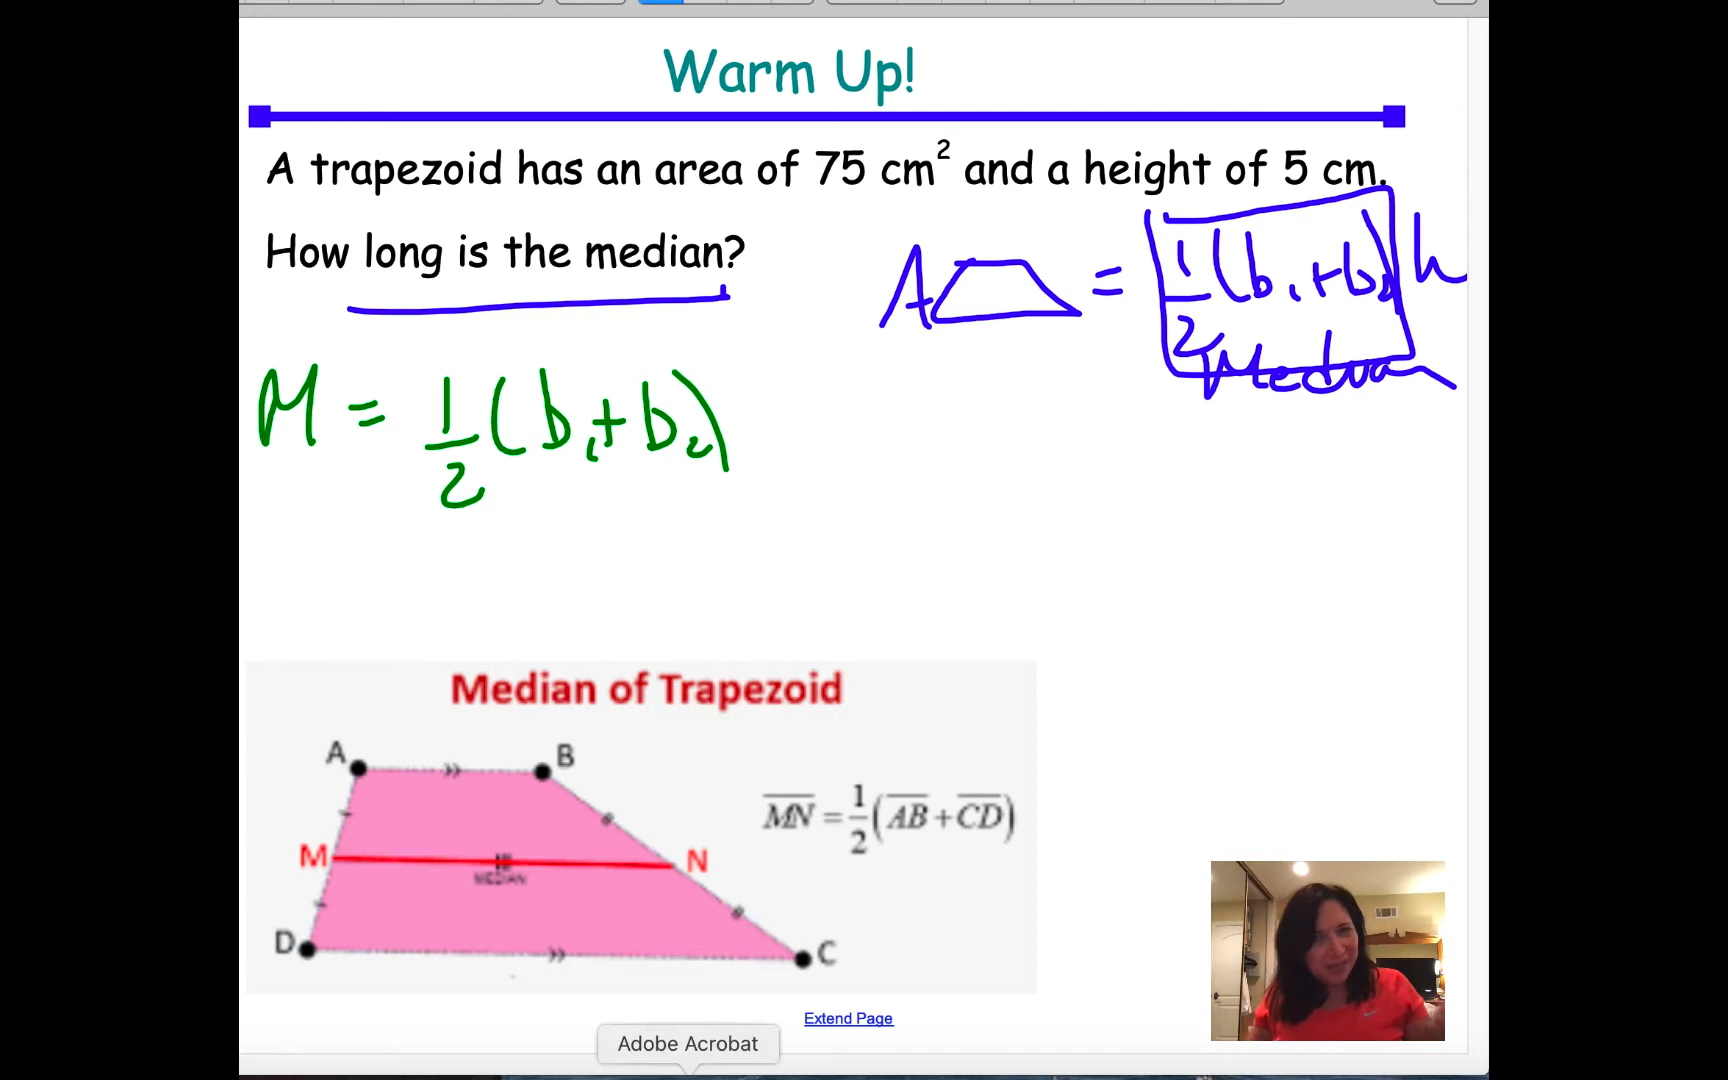 Warm Up!
A trapezoid has an area of 75 cm² and a height of 5 cm.
How long is the median?
A = 1/2 (b₁+b₂) h
Median
M = 1/2 (b₁+b₂)
Median of Trapezoid
A
B
MN = 1/2 (AB + CD)
M
N
MEDIAN
D
C
Extend Page
Adobe Acrobat